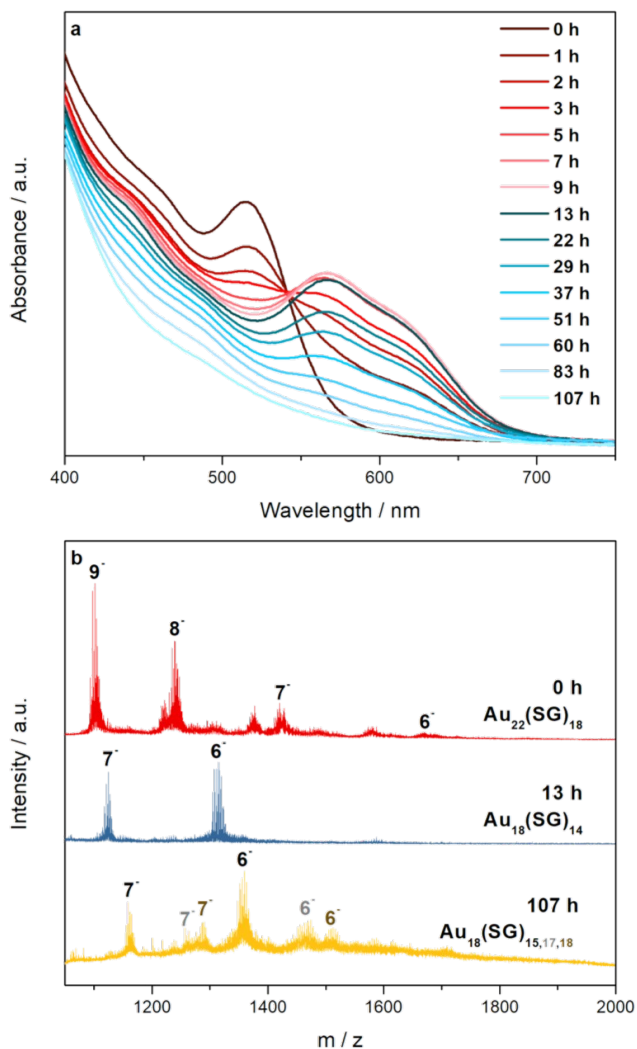 a
0 h
1 h
2 h
3 h
5 h
7 h
9 h
13 h
22 h
29 h
37 h
51 h
60 h
83 h
107 h
Absorbance / a.u.
400 500 600 700
Wavelength / nm
b
9⁻
8⁻
7⁻
6⁻
0 h
Au₂₂(SG)₁₈
7⁻
6⁻
13 h
Au₁₈(SG)₁₄
7⁻
7⁻
7⁻
6⁻
6⁻
6⁻
107 h
Au₁₈(SG)₁₅,₁₇,₁₈
Intensity / a.u.
1200 1400 1600 1800 2000
m / z